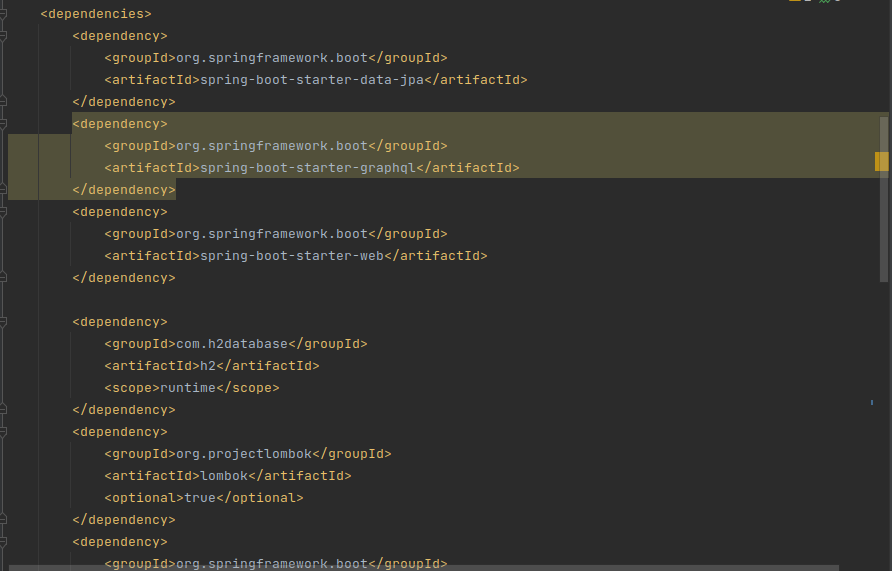 <dependencies>
<dependency>
<groupId>org.springframework.boot</groupId>
<artifactId>spring-boot-starter-data-jpa</artifactId>
</dependency>
<dependency>
<groupId>org.springframework.boot</groupId>
<artifactId>spring-boot-starter-graphql</artifactId>
</dependency>
<dependency>
<groupId>org.springframework.boot</groupId>
<artifactId>spring-boot-starter-web</artifactId>
</dependency>
<dependency>
<groupId>com.h2database</groupId>
<artifactId>h2</artifactId>
<scope>runtime</scope>
</dependency>
<dependency>
<groupId>org.projectlombok</groupId>
<artifactId>lombok</artifactId>
<optional>true</optional>
</dependency>
<dependency>
<groupId>org.springframework.boot</groupId>